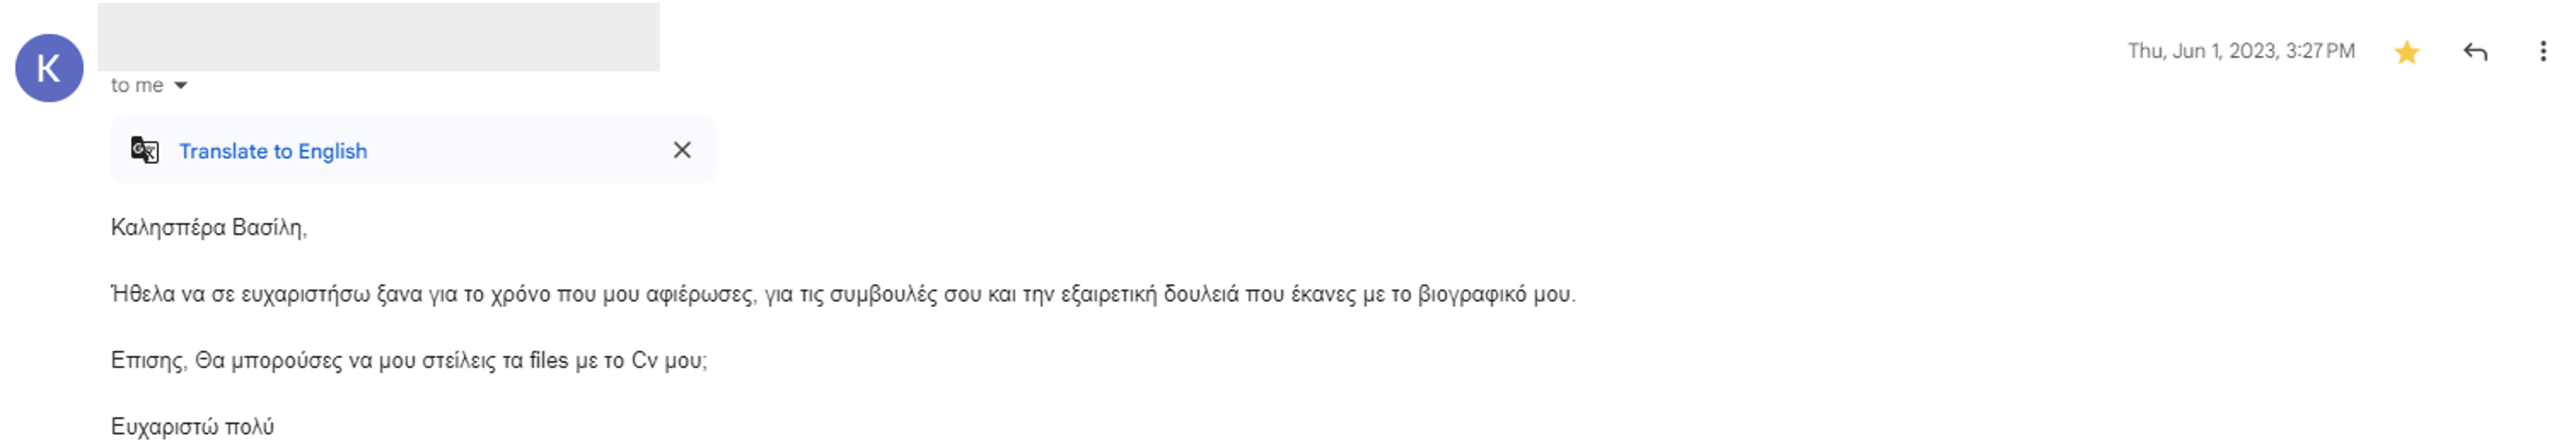 K
Thu, Jun 1, 2023, 3:27 PM
to me
Translate to English
Καλησπέρα Βασίλη,
Ήθελα να σε ευχαριστήσω ξανα για το χρόνο που μου αφιέρωσες, για τις συμβουλές σου και την εξαιρετική δουλειά που έκανες με το βιογραφικό μου.
Επισης, Θα μπορούσες να μου στείλεις τα files με το Cv μου;
Ευχαριστώ πολύ